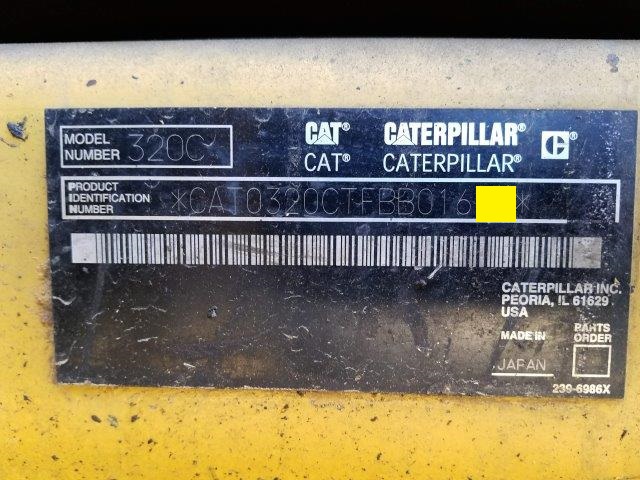 MODEL NUMBER 320C
CAT® CATERPILLAR® C®
CAT® CATERPILLAR®
PRODUCT
IDENTIFICATION
NUMBER
*CAT0320CTFBB016 *
CATERPILLAR INC.
PEORIA, IL 61629
USA
MADE IN
JAPAN
PARTS
ORDER
239-6986X